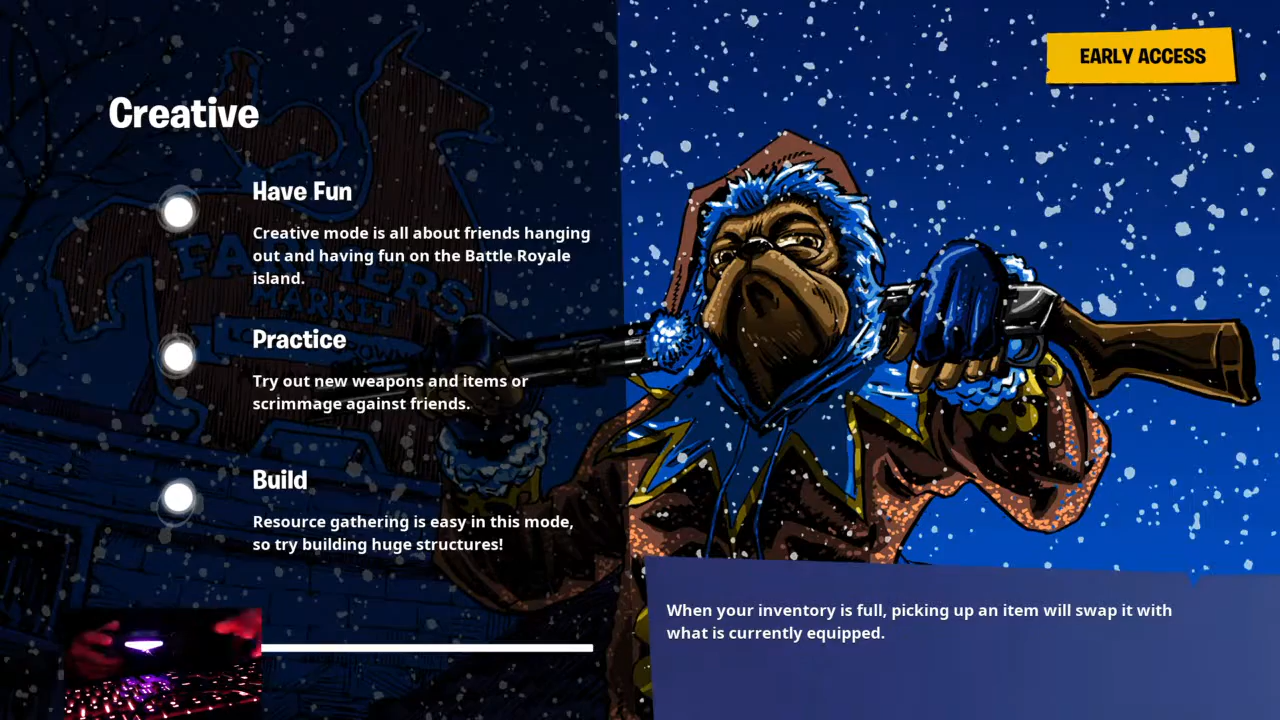 EARLY ACCESS
Creative
Have Fun
Creative mode is all about friends hanging
out and having fun on the Battle Royale
island.
FARMERS
MARKET
Practice
Try out new weapons and items or
scrimmage against friends.
Build
Resource gathering is easy in this mode,
so try building huge structures!
When your inventory is full, picking up an item will swap it with
what is currently equipped.